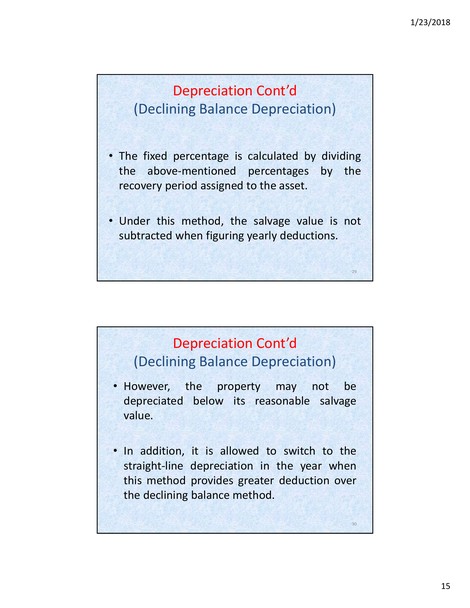 1/23/2018
Depreciation Cont'd
(Declining Balance Depreciation)
• The fixed percentage is calculated by dividing
the above-mentioned percentages by the
recovery period assigned to the asset.
• Under this method, the salvage value is not
subtracted when figuring yearly deductions.
Depreciation Cont'd
(Declining Balance Depreciation)
• However, the property may not be
depreciated below its reasonable salvage
value.
• In addition, it is allowed to switch to the
straight-line depreciation in the year when
this method provides greater deduction over
the declining balance method.
15